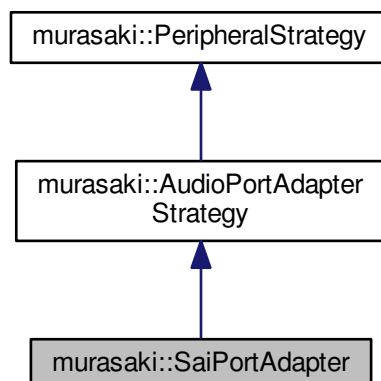 murasaki::PeripheralStrategy
murasaki::AudioPortAdapter
Strategy
murasaki::SaiPortAdapter